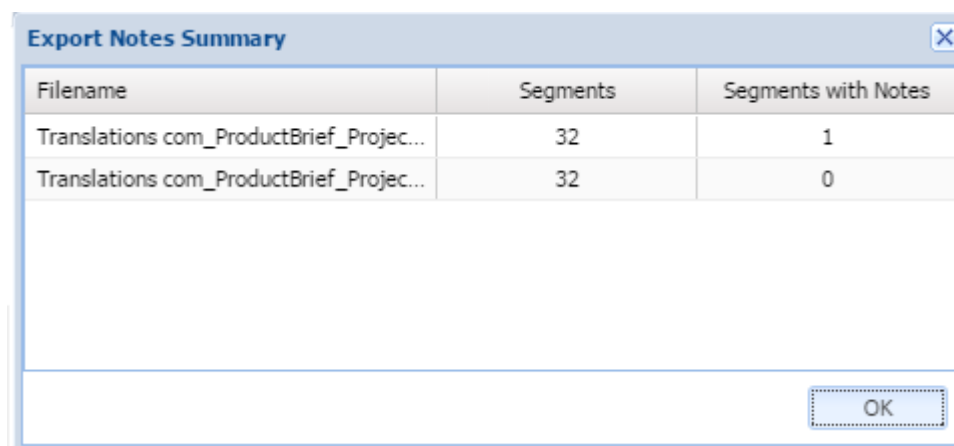 Export Notes Summary
Filename Segments Segments with Notes
Translations com_ProductBrief_Projec... 32 1
Translations com_ProductBrief_Projec... 32 0
OK